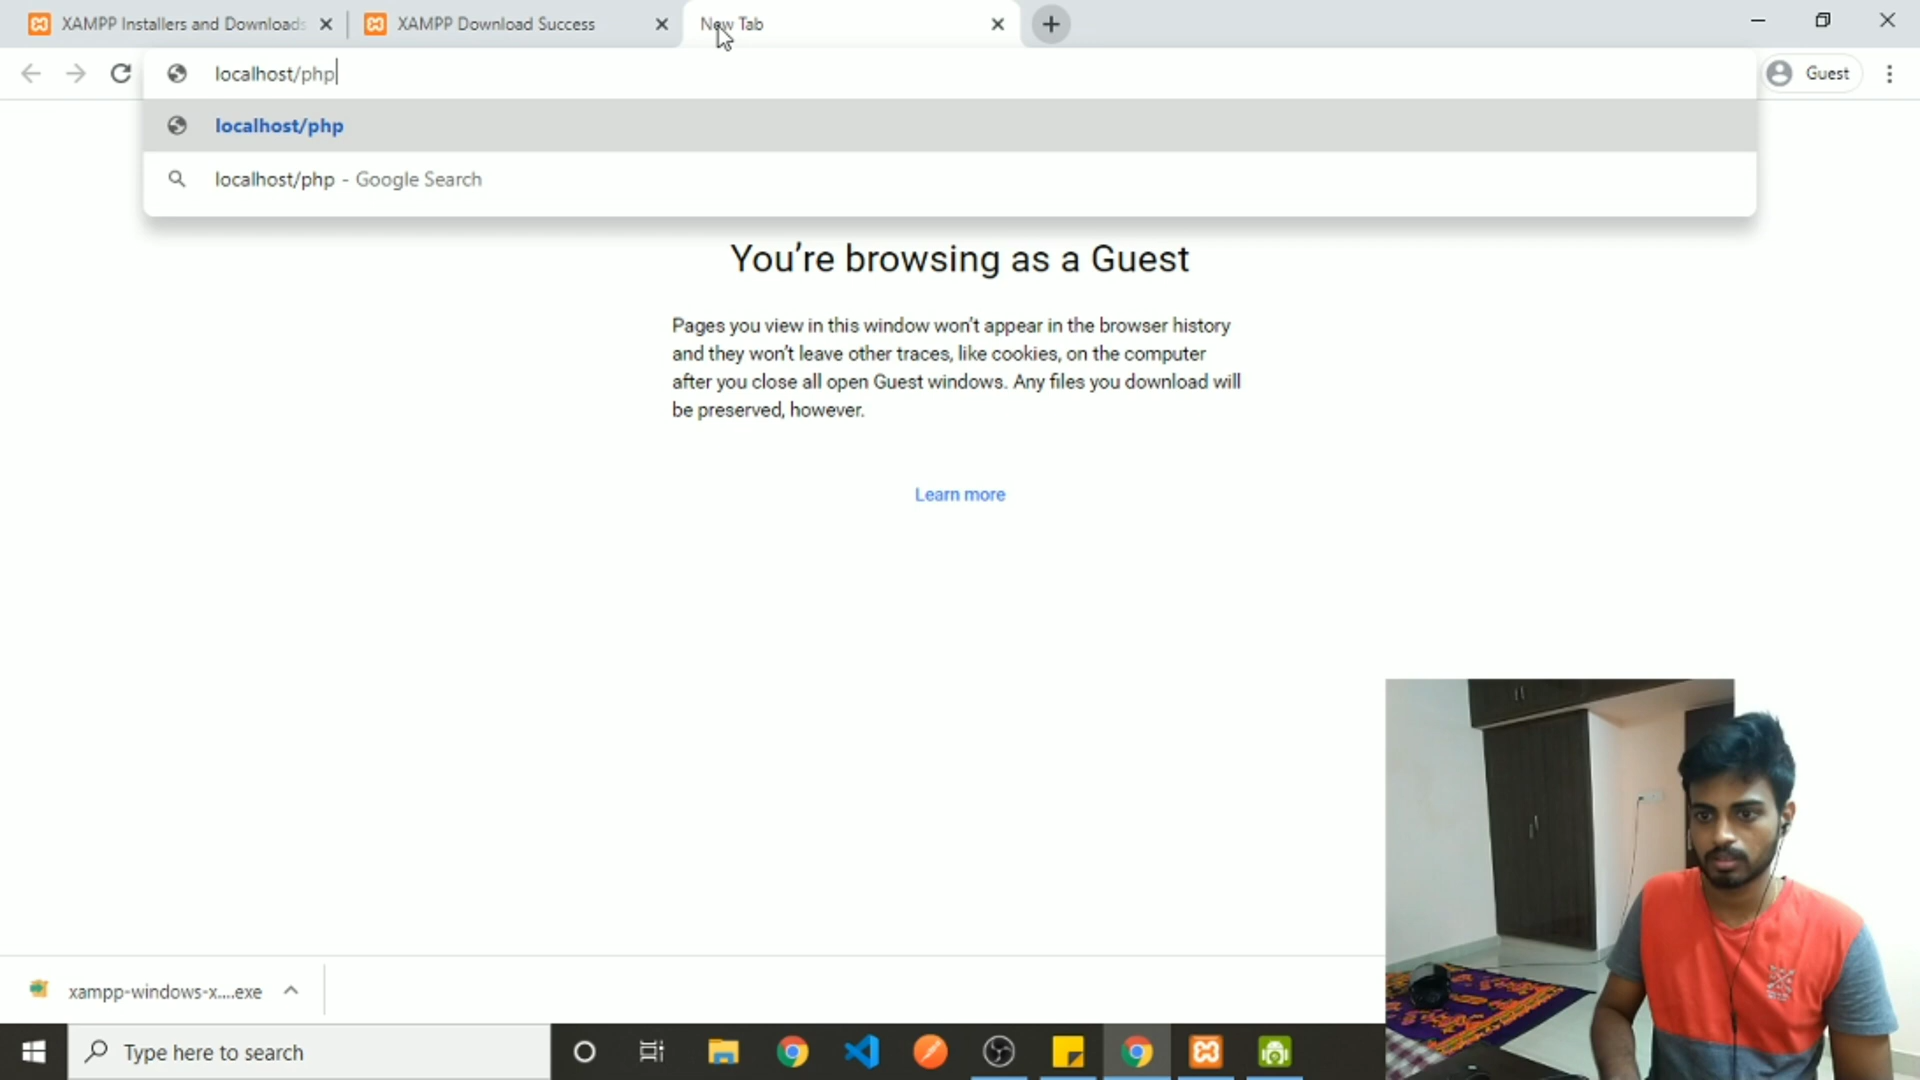 XAMPP Installers and Downloads
XAMPP Download Success
New Tab
localhost/php
Guest
localhost/php
localhost/php - Google Search
You're browsing as a Guest
Pages you view in this window won't appear in the browser history
and they won't leave other traces, like cookies, on the computer
after you close all open Guest windows. Any files you download will
be preserved, however.
Learn more
xampp-windows-x....exe
Type here to search